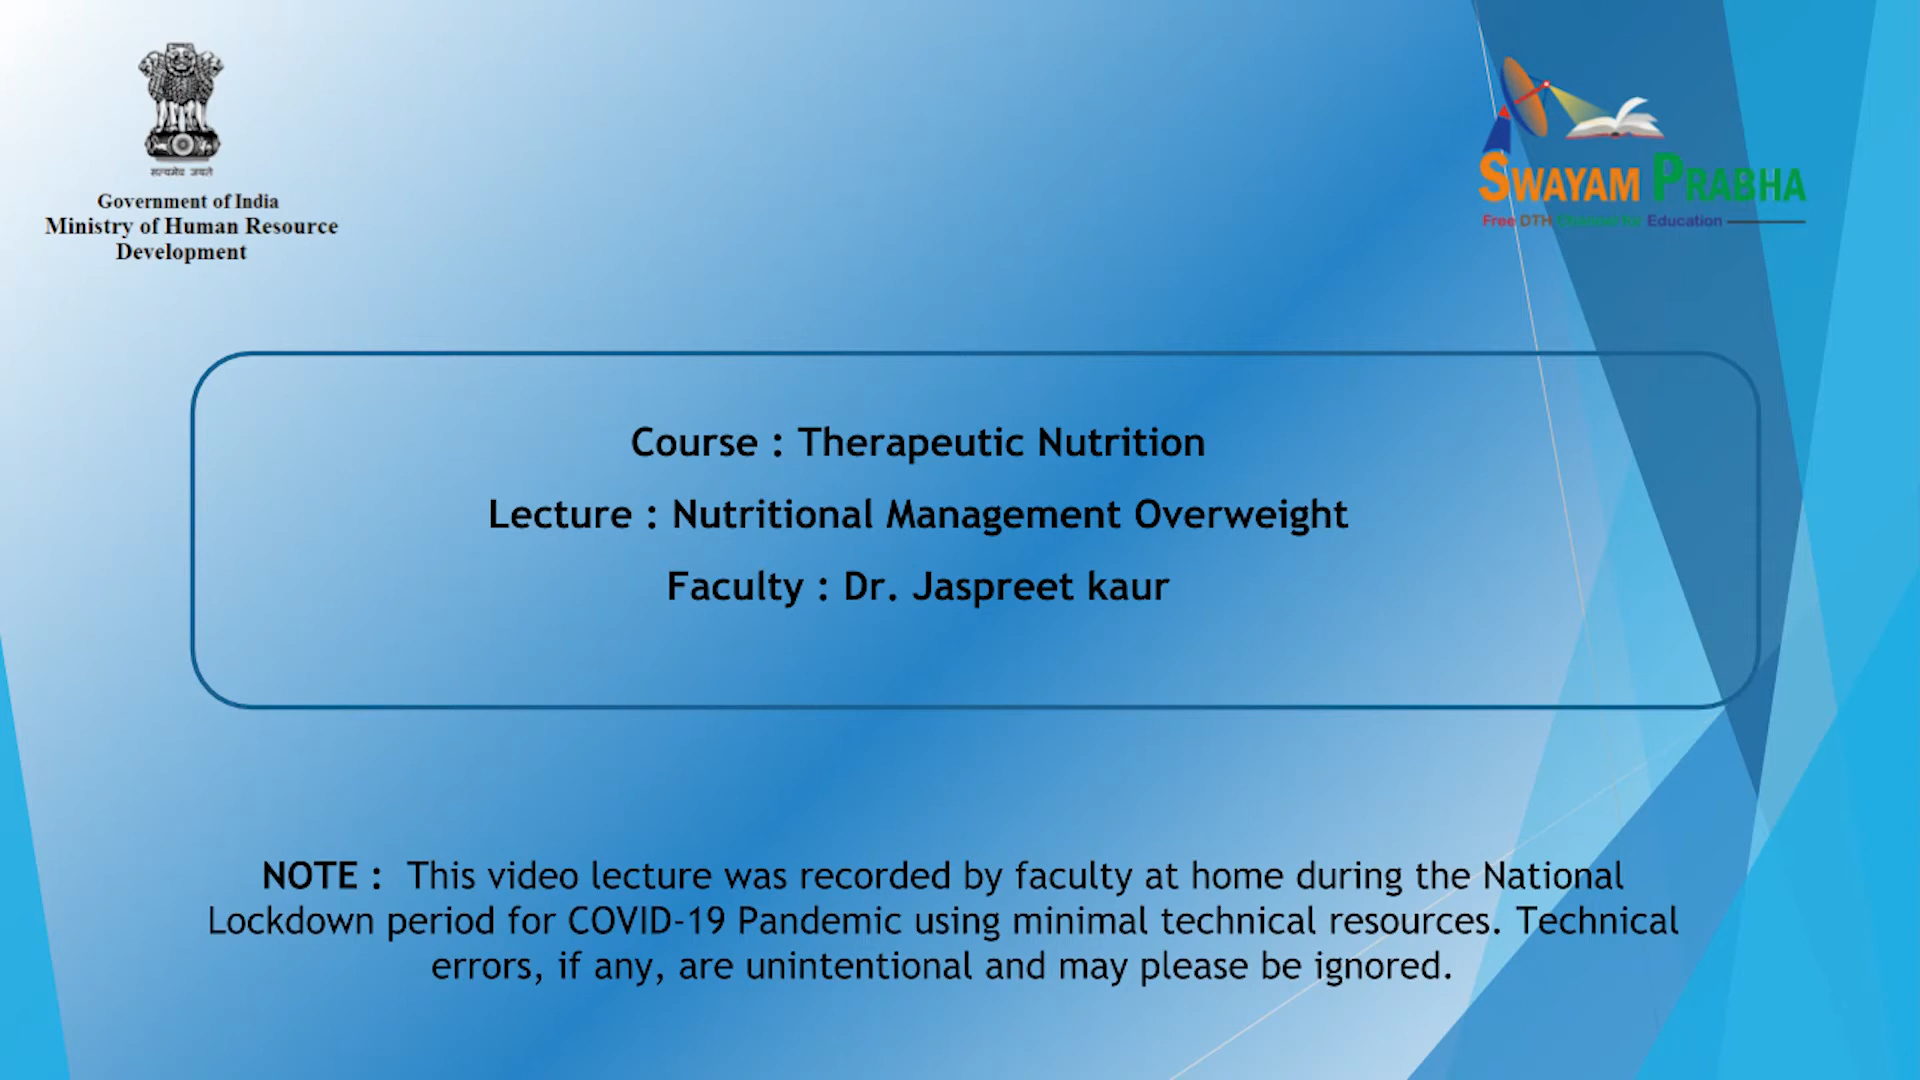 सत्यमेव जयते
Government of India
Ministry of Human Resource
Development
SWAYAM PRABHA
Free DTH Channel for Education
Course : Therapeutic Nutrition
Lecture : Nutritional Management Overweight
Faculty : Dr. Jaspreet kaur
NOTE : This video lecture was recorded by faculty at home during the National
Lockdown period for COVID-19 Pandemic using minimal technical resources. Technical
errors, if any, are unintentional and may please be ignored.